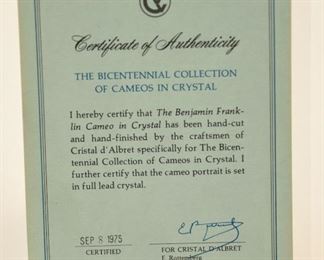 Certificate of Authenticity
THE BICENTENNIAL COLLECTION
OF CAMEOS IN CRYSTAL
I hereby certify that The Benjamin Frank-
lin Cameo in Crystal has been hand-cut
and hand-finished by the craftsmen of
Cristal d'Albret specifically for The Bicen-
tennial Collection of Cameos in Crystal. I
further certify that the cameo portrait is set
in full lead crystal.
SEP 8 1975
CERTIFIED
FOR CRISTAL D'ALBRET
F. Rottenberg